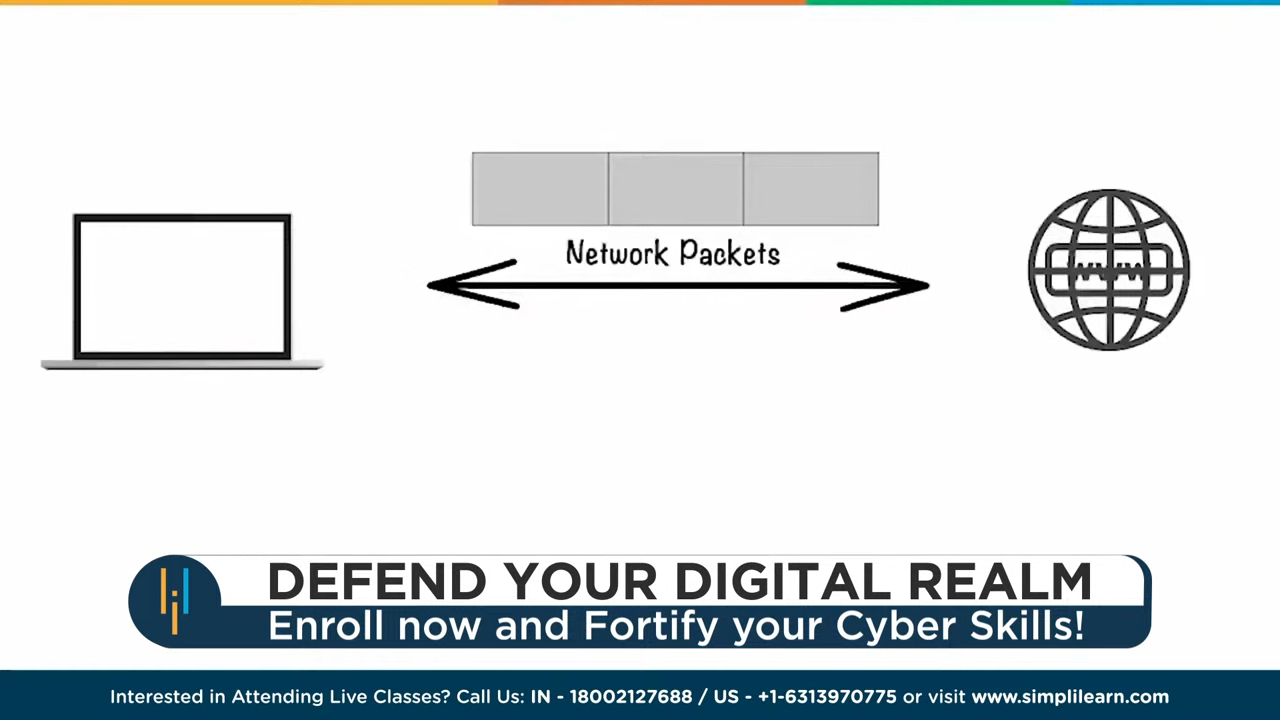 Network Packets
www
DEFEND YOUR DIGITAL REALM
Enroll now and Fortify your Cyber Skills!
Interested in Attending Live Classes? Call Us: IN - 18002127688 / US - +1-6313970775 or visit www.simplilearn.com